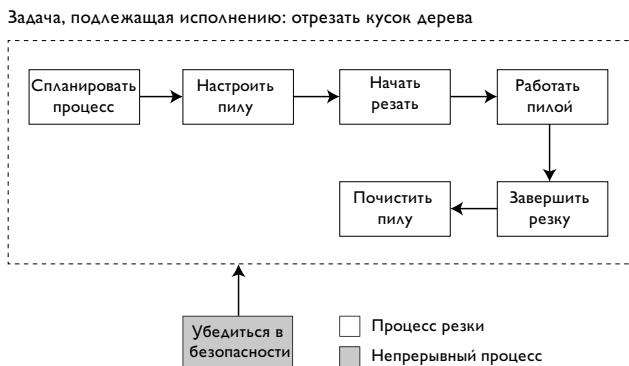 Задача, подлежащая исполнению: отрезать кусок дерева
Спланировать
процесс
Настроить
пилу
Начать
резать
Работать
пилой
Почистить
пилу
Завершить
резку
Убедиться в
безопасности
Процесс резки
Непрерывный процесс